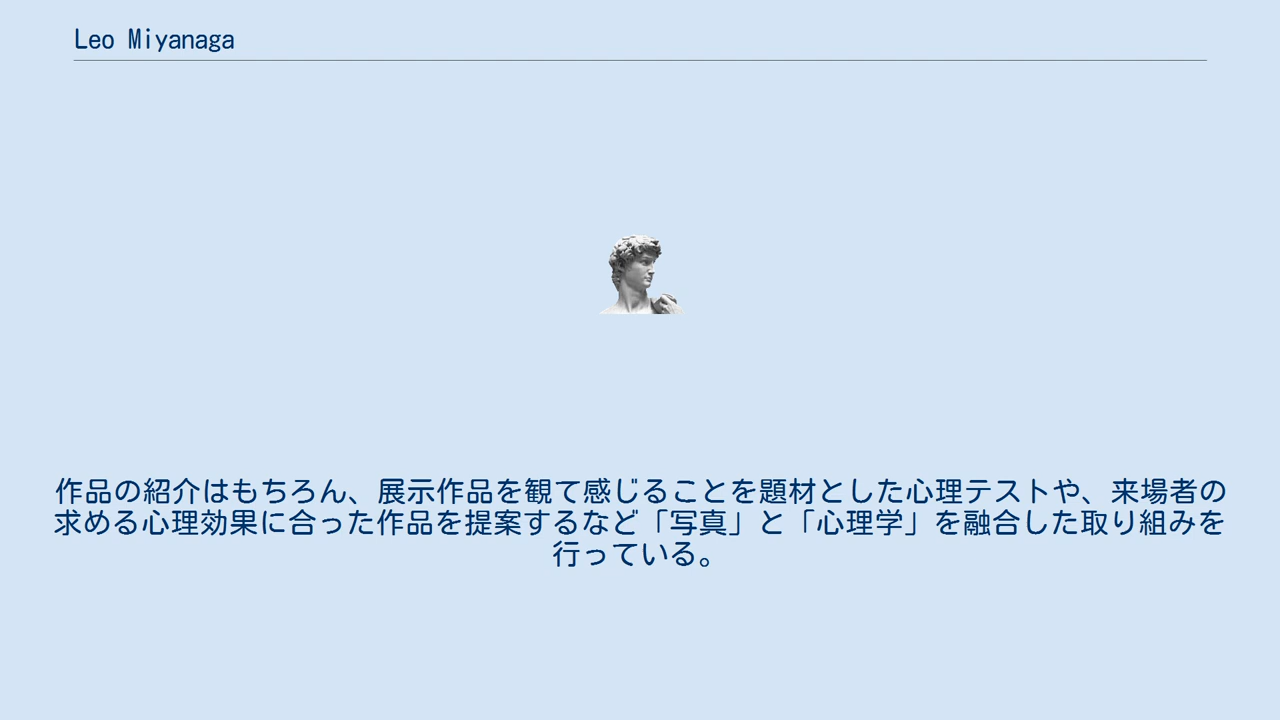 Leo Miyanaga
作品の紹介はもちろん、展示作品を観て感じることを題材とした心理テストや、来場者の
求める心理効果に合った作品を提案するなど「写真」と「心理学」を融合した取り組みを
行っている。